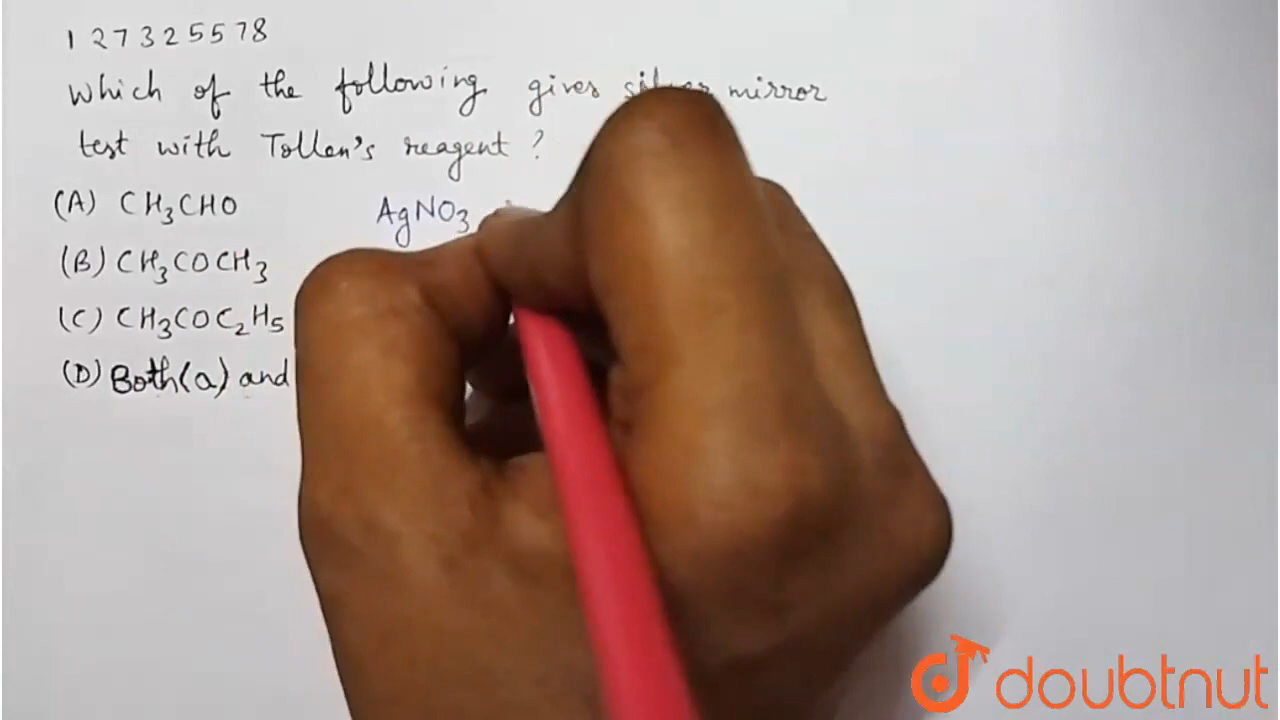 127325578
Which of the following gives silver mirror
test with Tollen's reagent ?
(A) CH3CHO
AgNO3
(B) CH3COCH3
(C) CH3COC2H5
(D) Both(a) and
doubtnut